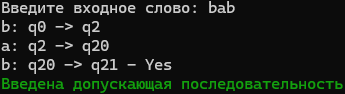 Введите входное слово: bab
b: q0 -> q2
a: q2 -> q20
b: q20 -> q21 - Yes
Введена допускающая последовательность